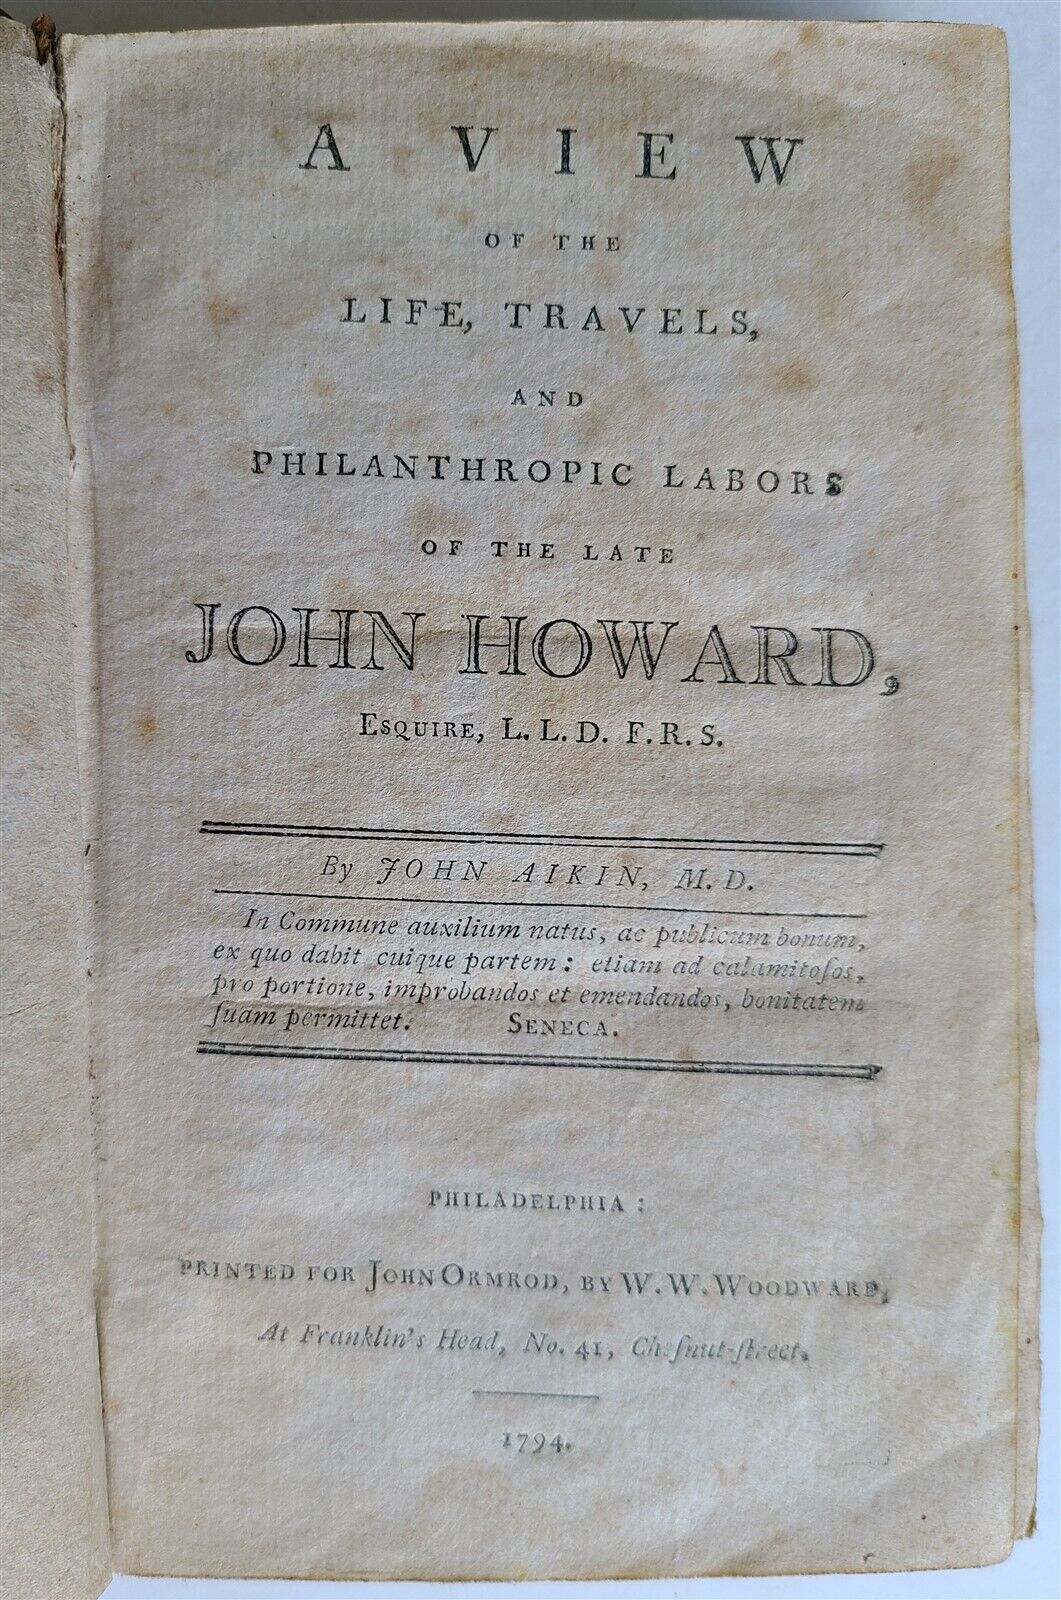 A VIEW
OF THE
LIFE, TRAVELS,
AND
PHILANTHROPIC LABORS
OF THE LATE
JOHN HOWARD,
ESQUIRE, L.L.D. F.R.S.
By JOHN AIKIN, M.D.
In Commune auxilium natus, ac publicum bonum,
ex quo dabit cuique partem: etiam ad calamitoſos,
pro portione, improbandos et emendandos, bonitatem
ſuam permittet. SENECA.
PHILADELPHIA:
PRINTED FOR JOHN ORMROD, BY W. W. WOODWARD,
At Franklin's Head, No. 41, Cheſnut-ſtreet.
1794.